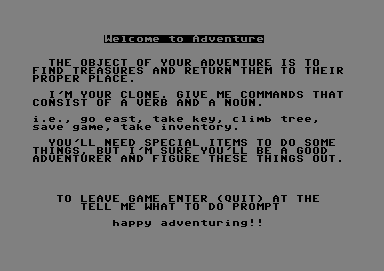 Welcome to Adventure
THE OBJECT OF YOUR ADVENTURE IS TO
FIND TREASURES AND RETURN THEM TO THEIR
PROPER PLACE.
I'M YOUR CLONE. GIVE ME COMMANDS THAT
CONSIST OF A VERB AND A NOUN.
i.e., go east, take key, climb tree,
save game, take inventory.
YOU'LL NEED SPECIAL ITEMS TO DO SOME
THINGS, BUT I'M SURE YOU'LL BE A GOOD
ADVENTURER AND FIGURE THESE THINGS OUT.
TO LEAVE GAME ENTER (QUIT) AT THE
TELL ME WHAT TO DO PROMPT
happy adventuring!!